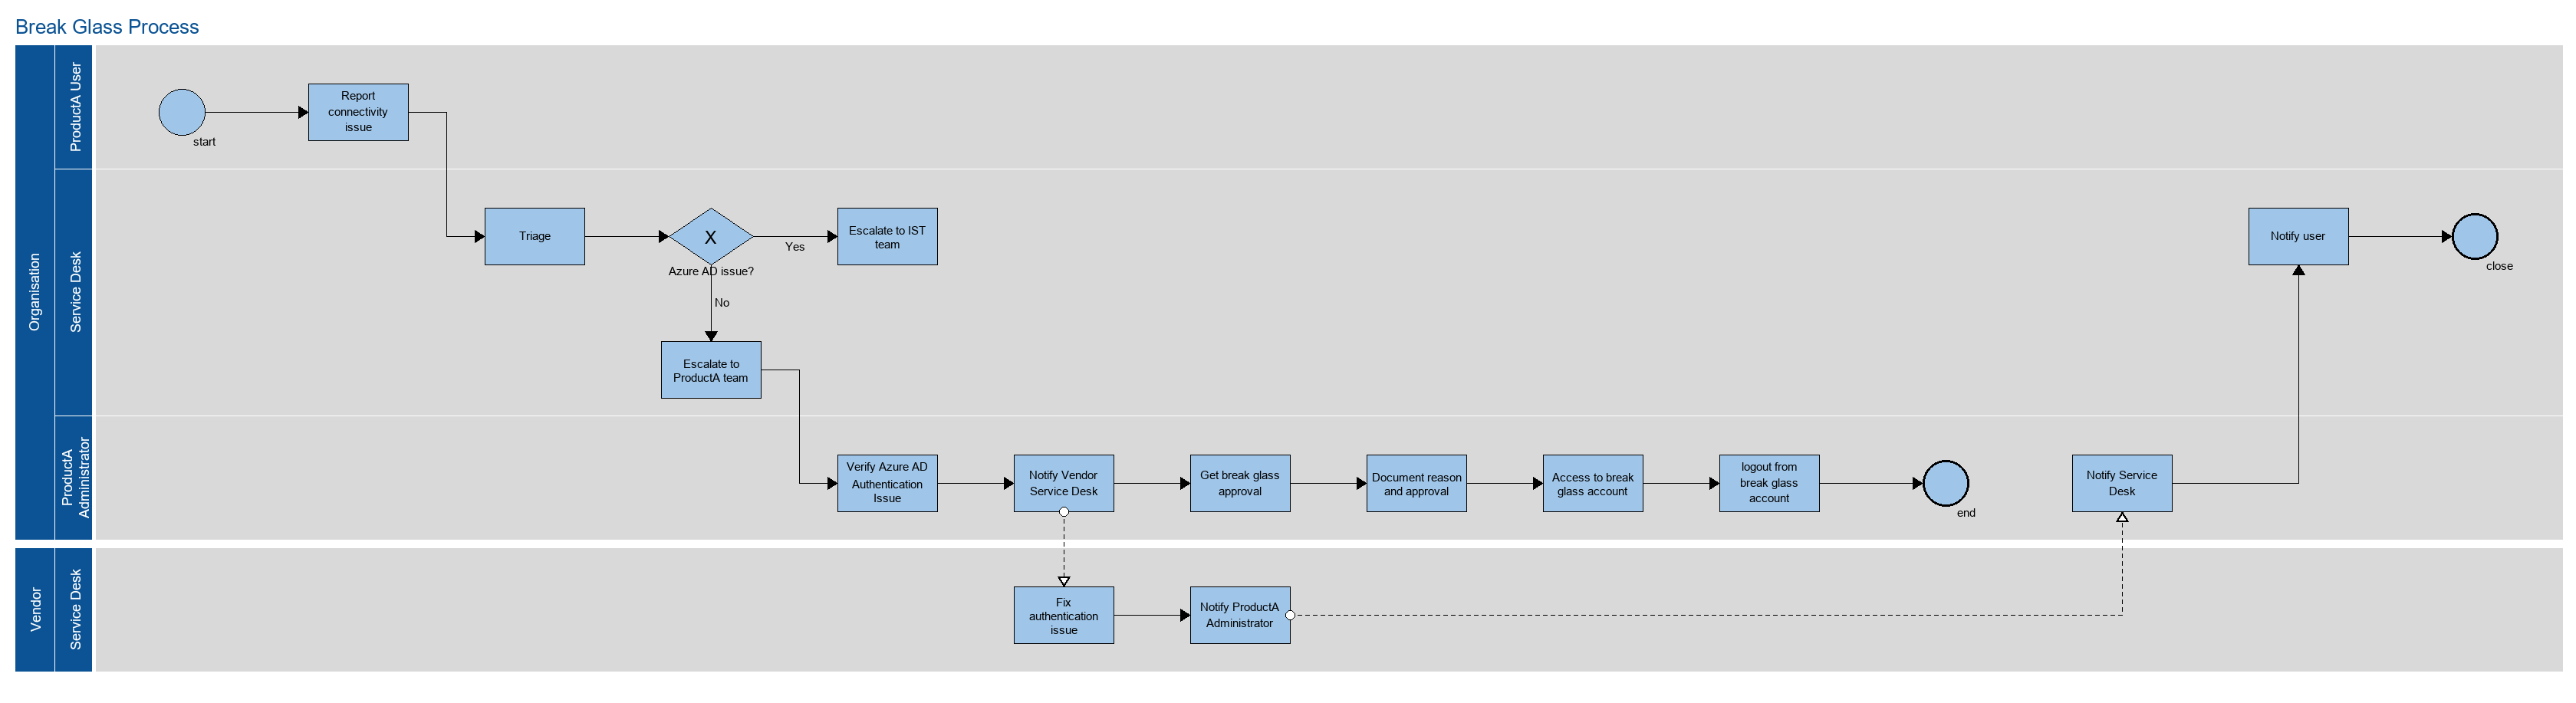 Break Glass Process
Organisation
ProductA User
start
Report
connectivity
issue
Service Desk
Triage
X
Azure AD issue?
Yes
No
Escalate to IST
team
Escalate to
ProductA team
Notify user
close
ProductA
Administrator
Verify Azure AD
Authentication
Issue
Notify Vendor
Service Desk
Get break glass
approval
Document reason
and approval
Access to break
glass account
logout from
break glass
account
end
Notify Service
Desk
Vendor
Service Desk
Fix
authentication
issue
Notify ProductA
Administrator